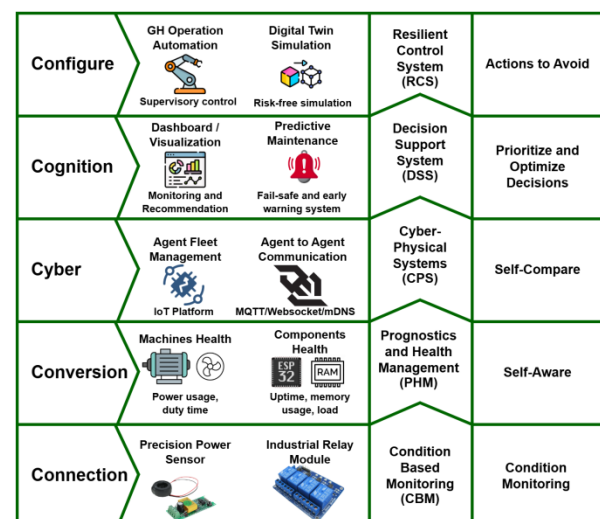 Configure
GH Operation
Automation
Supervisory control
Digital Twin
Simulation
Risk-free simulation
Resilient
Control
System
(RCS)
Actions to Avoid
Cognition
Dashboard /
Visualization
Monitoring and
Recommendation
Predictive
Maintenance
Fail-safe and early
warning system
Decision
Support
System
(DSS)
Prioritize and
Optimize
Decisions
Cyber
Agent Fleet
Management
IoT Platform
Agent to Agent
Communication
MQTT/Websocket/mDNS
Cyber-
Physical
Systems
(CPS)
Self-Compare
Conversion
Machines Health
Power usage,
duty time
Components
Health
ESP
32
RAM
Uptime, memory
usage, load
Prognostics
and Health
Management
(PHM)
Self-Aware
Connection
Precision Power
Sensor
Industrial Relay
Module
Condition
Based
Monitoring
(CBM)
Condition
Monitoring